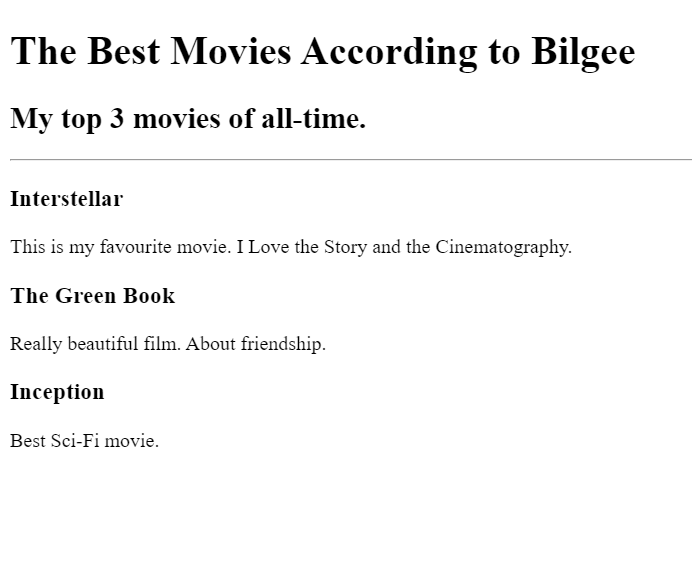 The Best Movies According to Bilgee
My top 3 movies of all-time.
Interstellar
This is my favourite movie. I Love the Story and the Cinematography.
The Green Book
Really beautiful film. About friendship.
Inception
Best Sci-Fi movie.